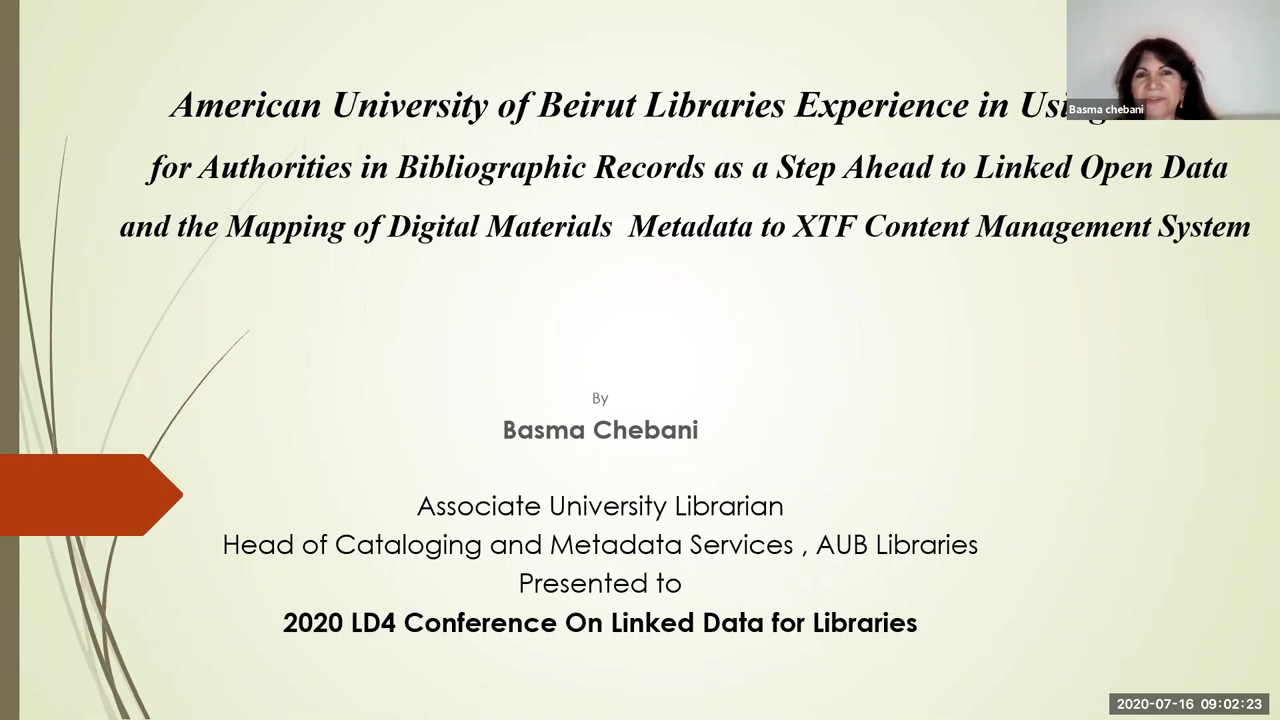 American University of Beirut Libraries Experience in Using
for Authorities in Bibliographic Records as a Step Ahead to Linked Open Data
and the Mapping of Digital Materials Metadata to XTF Content Management System
Basma chebani
By
Basma Chebani
Associate University Librarian
Head of Cataloging and Metadata Services , AUB Libraries
Presented to
2020 LD4 Conference On Linked Data for Libraries
2020-07-16 09:02:23